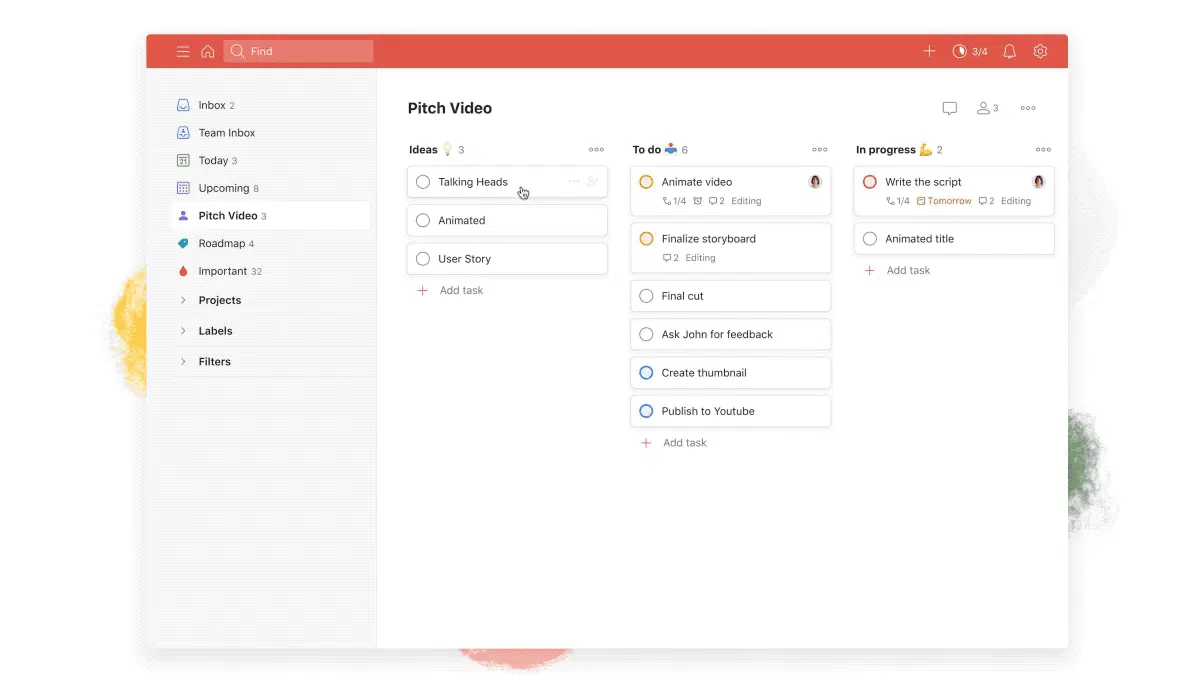 Find
3/4
Inbox 2
Team Inbox
21 Today 3
Upcoming 8
Pitch Video 3
Roadmap 4
Important 32
Projects
Labels
Filters
Pitch Video
3
Ideas 3
Talking Heads
Animated
User Story
Add task
To do 6
Animate video
1/4 2 Editing
Finalize storyboard
2 Editing
Final cut
Ask John for feedback
Create thumbnail
Publish to Youtube
Add task
In progress 2
Write the script
1/4 Tomorrow 2 Editing
Animated title
Add task